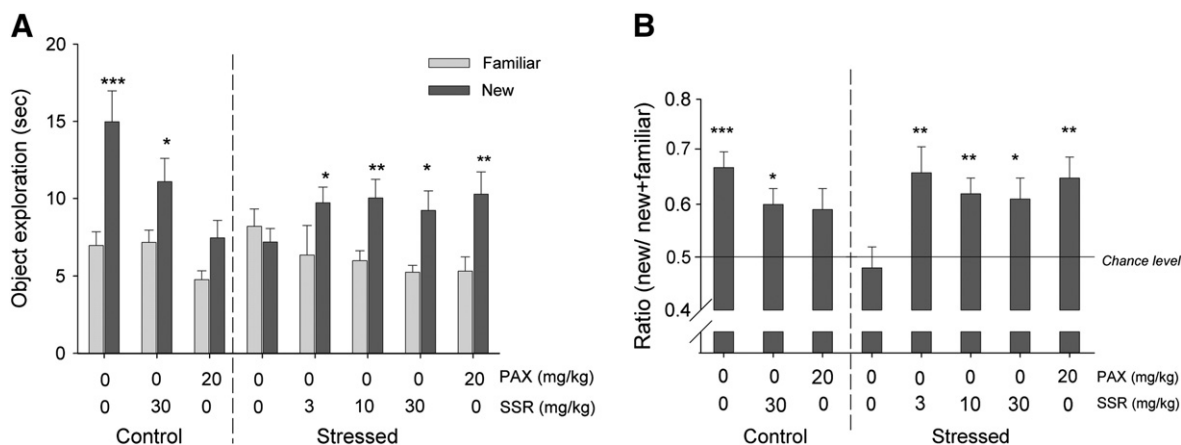 A
Object exploration (sec)
20
15
10
5
0
Familiar
New
***
*
*
**
*
**
0 0 20 0 0 0 0 20 PAX (mg/kg)
0 30 0 0 3 10 30 0 SSR (mg/kg)
Control Stressed
B
Ratio (new/ new+familiar)
0.8
0.7
0.6
0.5
0.4
***
*
**
**
*
**
Chance level
0 0 20 0 0 0 0 20 PAX (mg/kg)
0 30 0 0 3 10 30 0 SSR (mg/kg)
Control Stressed